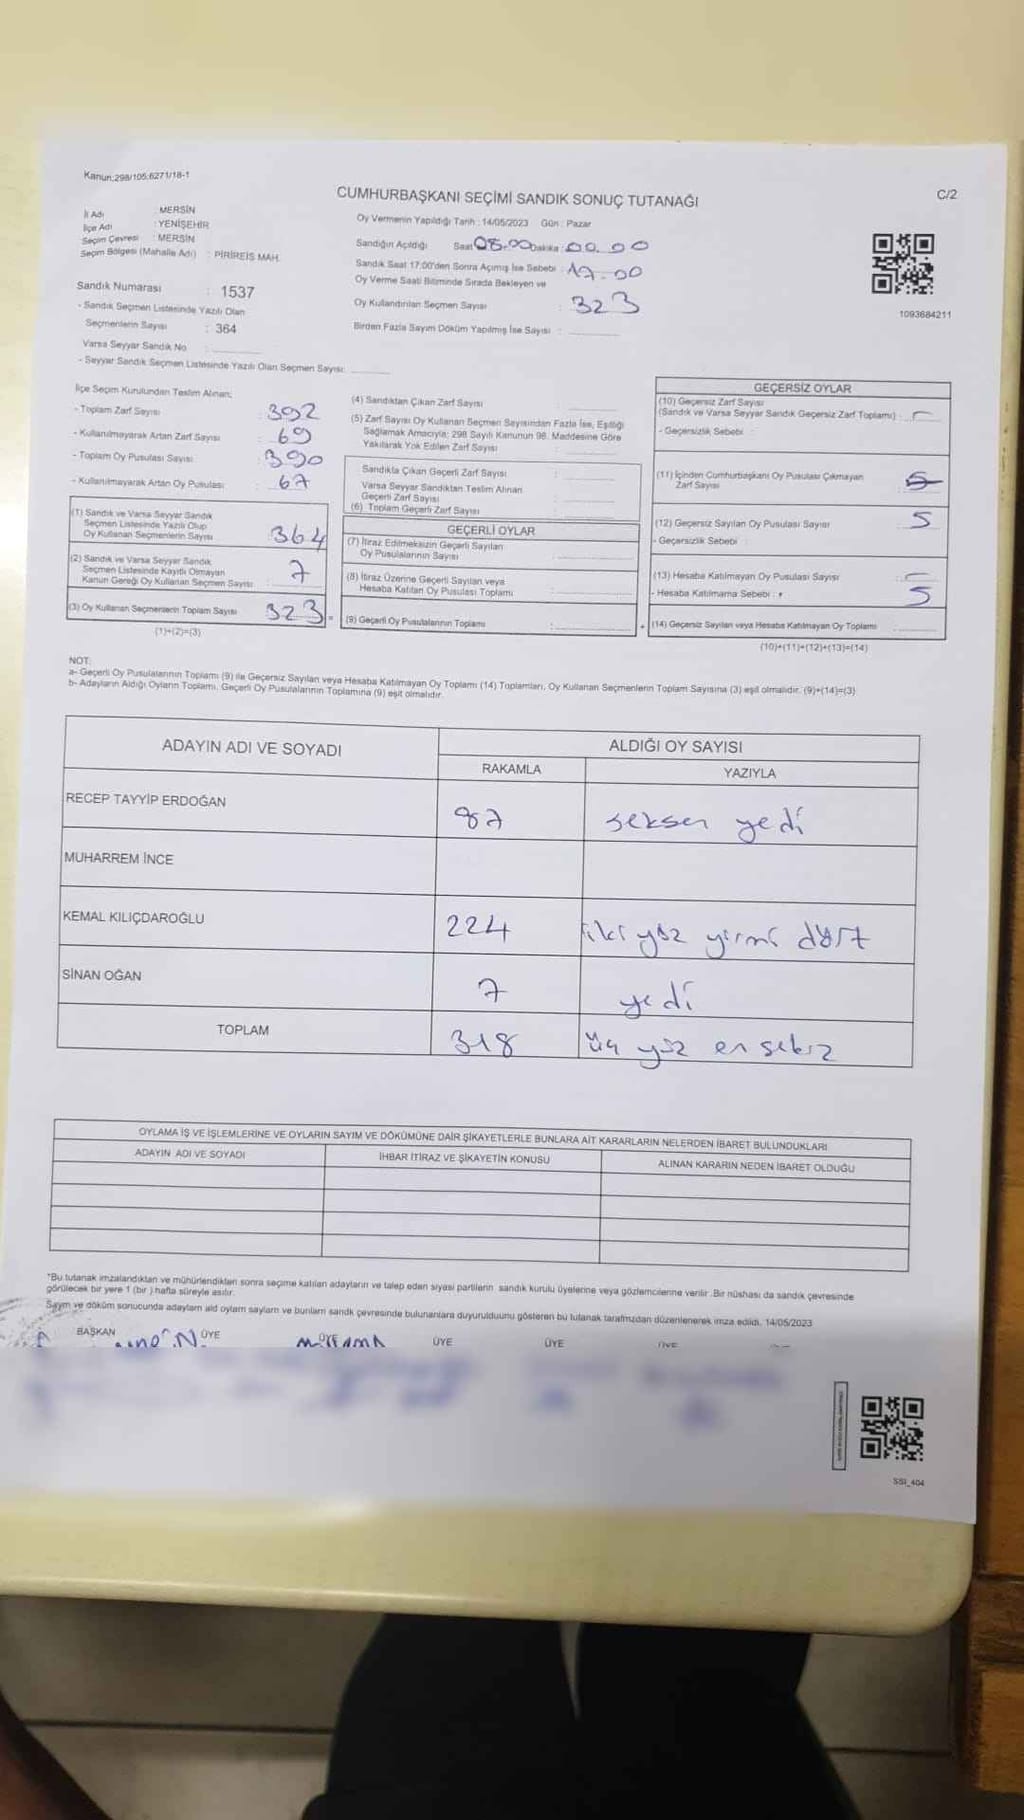 Kanun:298/105;6271/18-1
CUMHURBAŞKANI SEÇİMİ SANDIK SONUÇ TUTANAĞI
C/2
İl Adı : MERSİN
İlçe Adı : YENİŞEHİR
Seçim Çevresi : MERSİN
Seçim Bölgesi (Mahalle Adı) : PİRİREİS MAH.
Sandık Numarası : 1537
- Sandık Seçmen Listesinde Yazılı Olan
Seçmenlerin Sayısı : 364
Varsa Seyyar Sandık No :
- Seyyar Sandık Seçmen Listesinde Yazılı Olan Seçmen Sayısı:
Oy Vermenin Yapıldığı Tarih : 14/05/2023 Gün : Pazar
Sandığın Açıldığı Saat 08.00 Dakika : 00.00
Sandık Saat 17:00'den Sonra Açımış İse Sebebi : 17.00
Oy Verme Saati Bitiminde Sırada Bekleyen ve
Oy Kullandırılan Seçmen Sayısı : 323
Birden Fazla Sayım Döküm Yapılmış İse Sayısı :
1093684211
İlçe Seçim Kurulundan Teslim Alınan;
- Toplam Zarf Sayısı : 392
- Kullanılmayarak Artan Zarf Sayısı : 69
- Toplam Oy Pusulası Sayısı : 390
- Kullanılmayarak Artan Oy Pusulası : 67
(1) Sandık ve Varsa Seyyar Sandık
Seçmen Listesinde Yazılı Olup
Oy Kullanan Seçmenlerin Sayısı : 364
(2) Sandık ve Varsa Seyyar Sandık
Seçmen Listesinde Kayıtlı Olmayan
Kanun Gereği Oy Kullanan Seçmen Sayısı : 7
(3) Oy Kullanan Seçmenlerin Toplam Sayısı 323
(1)+(2)=(3)
(4) Sandıktan Çıkan Zarf Sayısı :
(5) Zarf Sayısı Oy Kullanan Seçmen Sayısından Fazla İse, Eşitliği
Sağlamak Amacıyla; 298 Sayılı Kanunun 98. Maddesine Göre
Yakılarak Yok Edilen Zarf Sayısı :
Sandıkta Çıkan Geçerli Zarf Sayısı :
Varsa Seyyar Sandıktan Teslim Alınan
Geçerli Zarf Sayısı :
(6) Toplam Geçerli Zarf Sayısı :
GEÇERLİ OYLAR
(7) İtiraz Edilmeksizin Geçerli Sayılan
Oy Pusulalarının Sayısı :
(8) İtiraz Üzerine Geçerli Sayılan veya
Hesaba Katılan Oy Pusulası Toplamı :
(9) Geçerli Oy Pusulalarının Toplamı :
GEÇERSİZ OYLAR
(10) Geçersiz Zarf Sayısı
(Sandık ve Varsa Seyyar Sandık Geçersiz Zarf Toplamı) :
- Geçersizlik Sebebi :
(11) İçinden Cumhurbaşkanı Oy Pusulası Çıkmayan
Zarf Sayısı :
(12) Geçersiz Sayılan Oy Pusulası Sayısı 5
- Geçersizlik Sebebi :
(13) Hesaba Katılmayan Oy Pusulası Sayısı :
- Hesaba Katılmama Sebebi : 5
(14) Geçersiz Sayılan veya Hesaba Katılmayan Oy Toplamı :
(10)+(11)+(12)+(13)=(14)
NOT:
a- Geçerli Oy Pusulalarının Toplamı (9) ile Geçersiz Sayılan veya Hesaba Katılmayan Oy Toplamı (14) Toplamları, Oy Kullanan Seçmenlerin Toplam Sayısına (3) eşit olmalıdır. (9)+(14)=(3)
b- Adayların Aldığı Oyların Toplamı, Geçerli Oy Pusulalarının Toplamına (9) eşit olmalıdır.
ADAYIN ADI VE SOYADI
ALDIĞI OY SAYISI
RAKAMLA YAZIYLA
RECEP TAYYİP ERDOĞAN 87 seksen yedi
MUHARREM İNCE
KEMAL KILIÇDAROĞLU 224 iki yüz yirmi dört
SİNAN OĞAN 7 yedi
TOPLAM 318 üç yüz on sekiz
OYLAMA İŞ VE İŞLEMLERİNE VE OYLARIN SAYIM VE DÖKÜMÜNE DAİR ŞİKAYETLERLE BUNLARA AİT KARARLARIN NELERDEN İBARET BULUNDUKLARI
ADAYIN ADI VE SOYADI İHBAR İTİRAZ VE ŞİKAYETİN KONUSU ALINAN KARARIN NEDEN İBARET OLDUĞU
*Bu tutanak imzalandıktan ve mühürlendikten sonra seçime katılan adayların ve talep eden siyasi partilerin sandık kurulu üyelerine veya gözlemcilerine verilir. Bir nüshası da sandık çevresinde
görülecek bir yere 1 (bir ) hafta süreyle asılır.
Sayım ve döküm sonucunda adayların ald oyların sayların ve bunların sandk çevresinde bulunanlara duyurulduunu gösteren bu tutanak tarafmzdan düzenlenerek imza edildi. 14/05/2023
BAŞKAN ÜYE ÜYE ÜYE ÜYE ÜYE
SSI_404